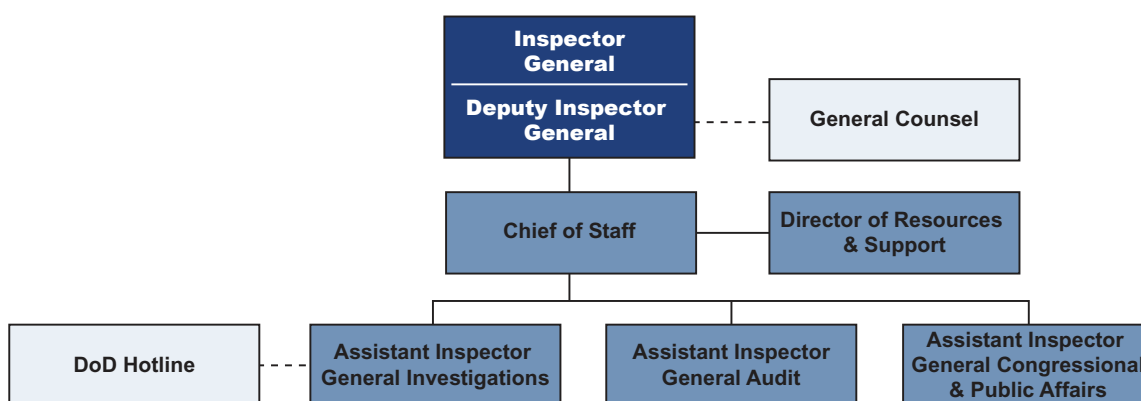 Inspector
General
Deputy Inspector
General
General Counsel
Chief of Staff
Director of Resources
& Support
DoD Hotline
Assistant Inspector
General Investigations
Assistant Inspector
General Audit
Assistant Inspector
General Congressional
& Public Affairs